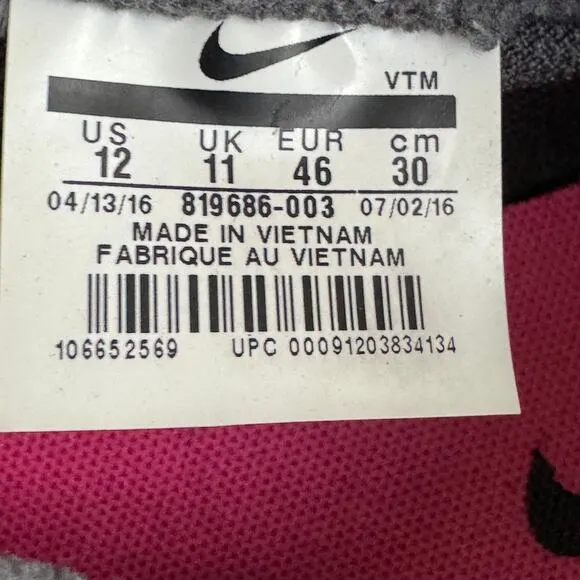 VTM
US UK EUR cm
12 11 46 30
04/13/16 819686-003 07/02/16
MADE IN VIETNAM
FABRIQUE AU VIETNAM
106652569 UPC 00091203834134